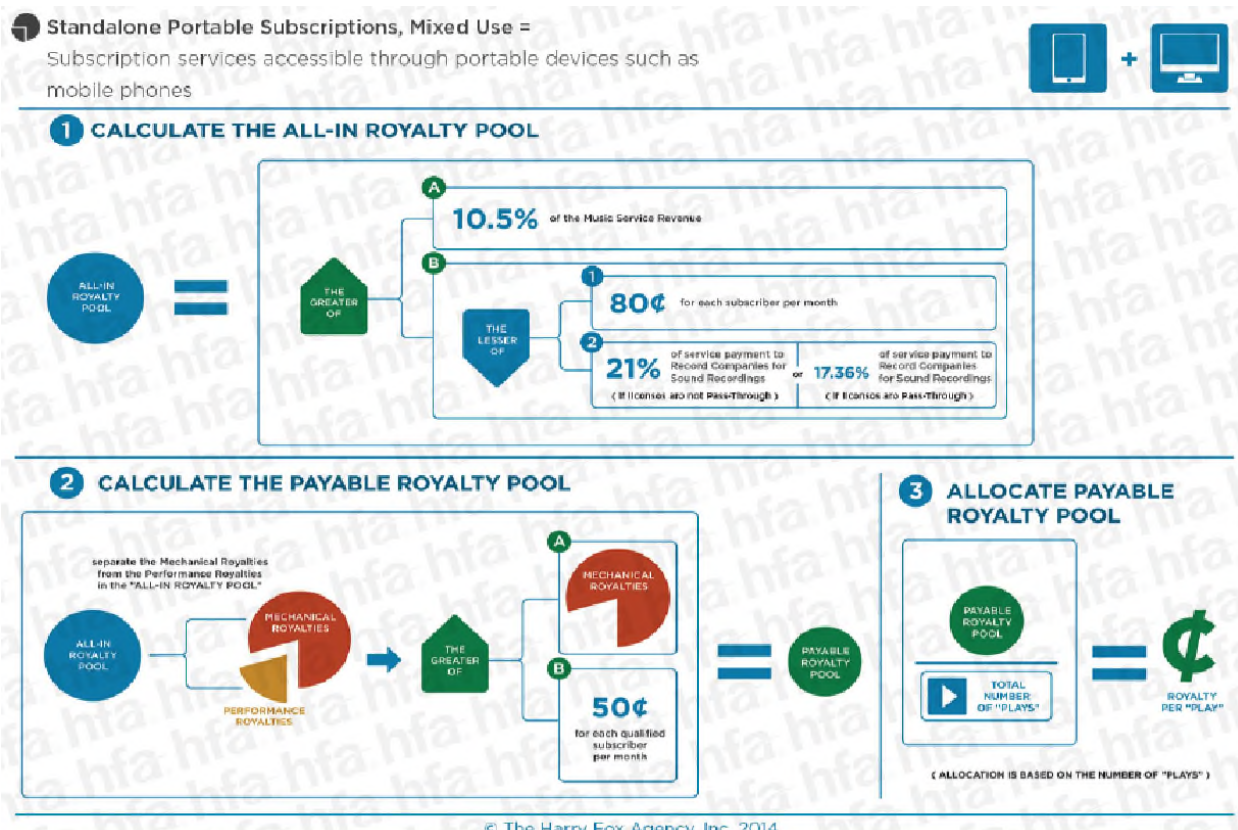 Standalone Portable Subscriptions, Mixed Use =
Subscription services accessible through portable devices such as
mobile phones
1 CALCULATE THE ALL-IN ROYALTY POOL
ALL-IN
ROYALTY
POOL
THE
GREATER
OF
A
10.5% of the Music Service Revenue
B
THE
LESSER
OF
1
80¢ for each subscriber per month
2
21% of service payment to
Record Companies for
Sound Recordings
( if licenses are not Pass-Through )
or
17.36% of service payment to
Record Companies
for Sound Recordings
( if licenses are Pass-Through )
2 CALCULATE THE PAYABLE ROYALTY POOL
separate the Mechanical Royalties
from the Performance Royalties
in the "ALL-IN ROYALTY POOL"
ALL-IN
ROYALTY
POOL
MECHANICAL
ROYALTIES
PERFORMANCE
ROYALTIES
THE
GREATER
OF
A
MECHANICAL
ROYALTIES
B
50¢
for each qualified
subscriber
per month
PAYABLE
ROYALTY
POOL
3 ALLOCATE PAYABLE
ROYALTY POOL
PAYABLE
ROYALTY
POOL
TOTAL
NUMBER
OF "PLAYS"
¢
ROYALTY
PER "PLAY"
( ALLOCATION IS BASED ON THE NUMBER OF "PLAYS" )
© The Harry Fox Agency, Inc. 2014
hfa